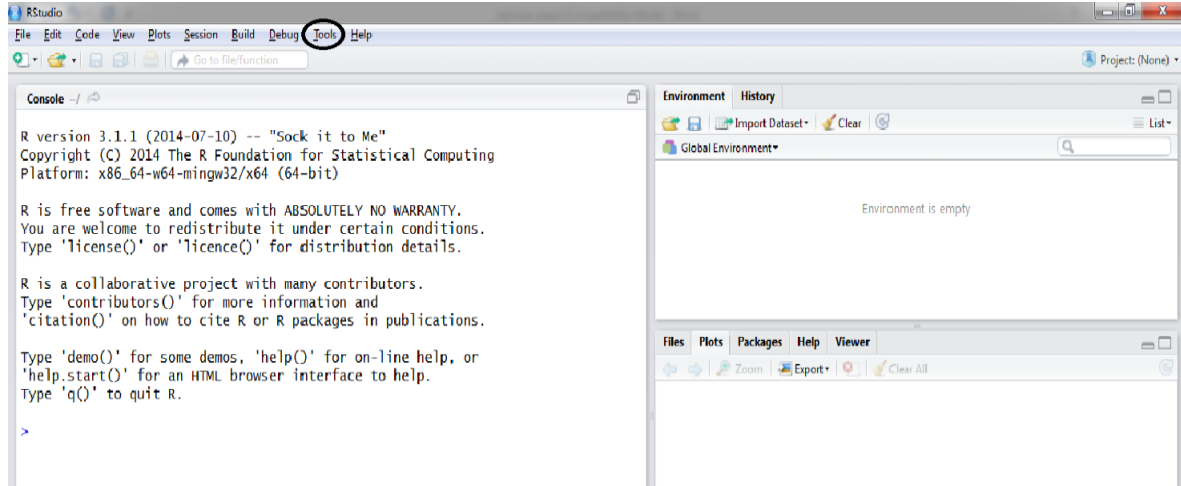 RStudio
File Edit Code View Plots Session Build Debug Tools Help
Go to file/function
Project: (None)
Console ~/
R version 3.1.1 (2014-07-10) -- "Sock it to Me"
Copyright (C) 2014 The R Foundation for Statistical Computing
Platform: x86_64-w64-mingw32/x64 (64-bit)
R is free software and comes with ABSOLUTELY NO WARRANTY.
You are welcome to redistribute it under certain conditions.
Type 'license()' or 'licence()' for distribution details.
R is a collaborative project with many contributors.
Type 'contributors()' for more information and
'citation()' on how to cite R or R packages in publications.
Type 'demo()' for some demos, 'help()' for on-line help, or
'help.start()' for an HTML browser interface to help.
Type 'q()' to quit R.
>
Environment History
Import Dataset Clear List
Global Environment
Environment is empty
Files Plots Packages Help Viewer
Zoom Export Clear All